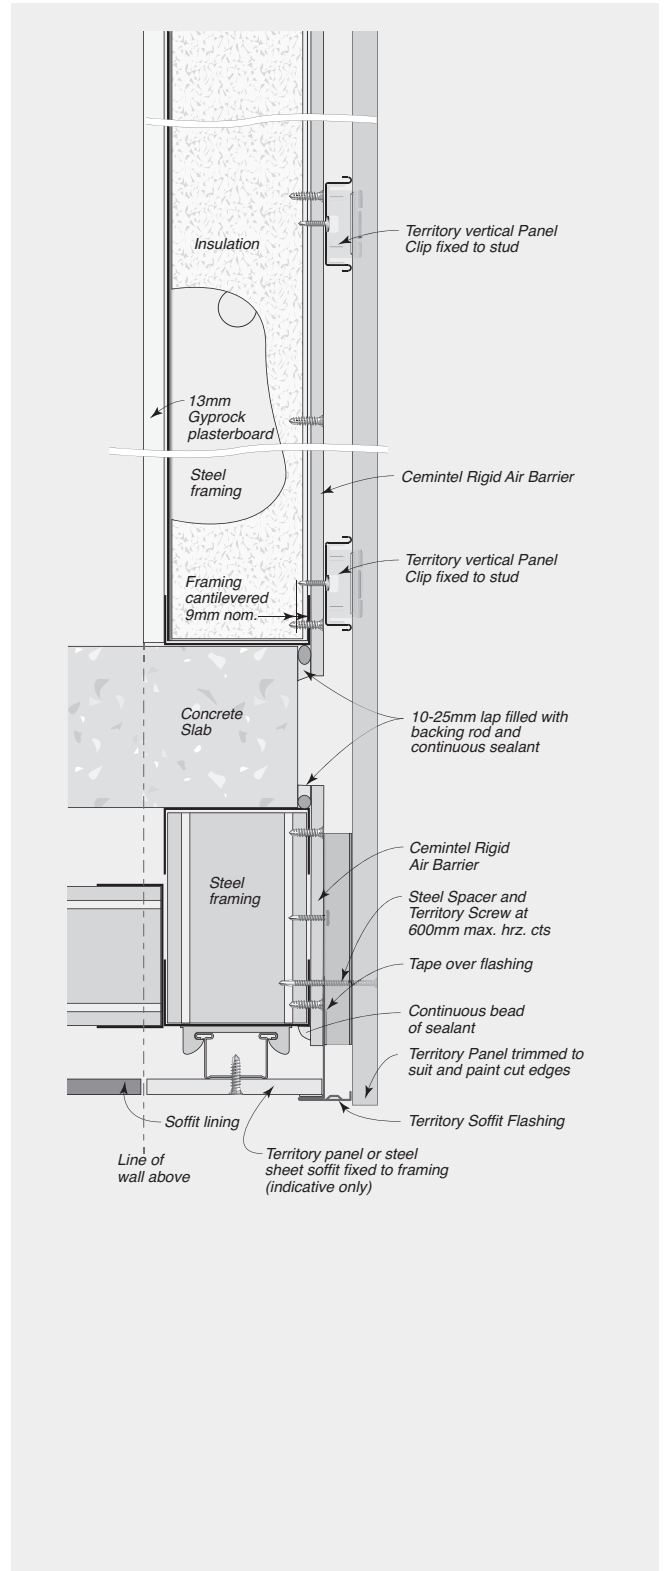 Insulation
Territory vertical Panel
Clip fixed to stud
13mm
Gyprock
plasterboard
Steel
framing
Cemintel Rigid Air Barrier
Territory vertical Panel
Clip fixed to stud
Framing
cantilevered
9mm nom.
Concrete
Slab
10-25mm lap filled with
backing rod and
continuous sealant
Cemintel Rigid
Air Barrier
Steel
framing
Steel Spacer and
Territory Screw at
600mm max. hrz. cts
Tape over flashing
Continuous bead
of sealant
Territory Panel trimmed to
suit and paint cut edges
Soffit lining
Territory Soffit Flashing
Line of
wall above
Territory panel or steel
sheet soffit fixed to framing
(indicative only)